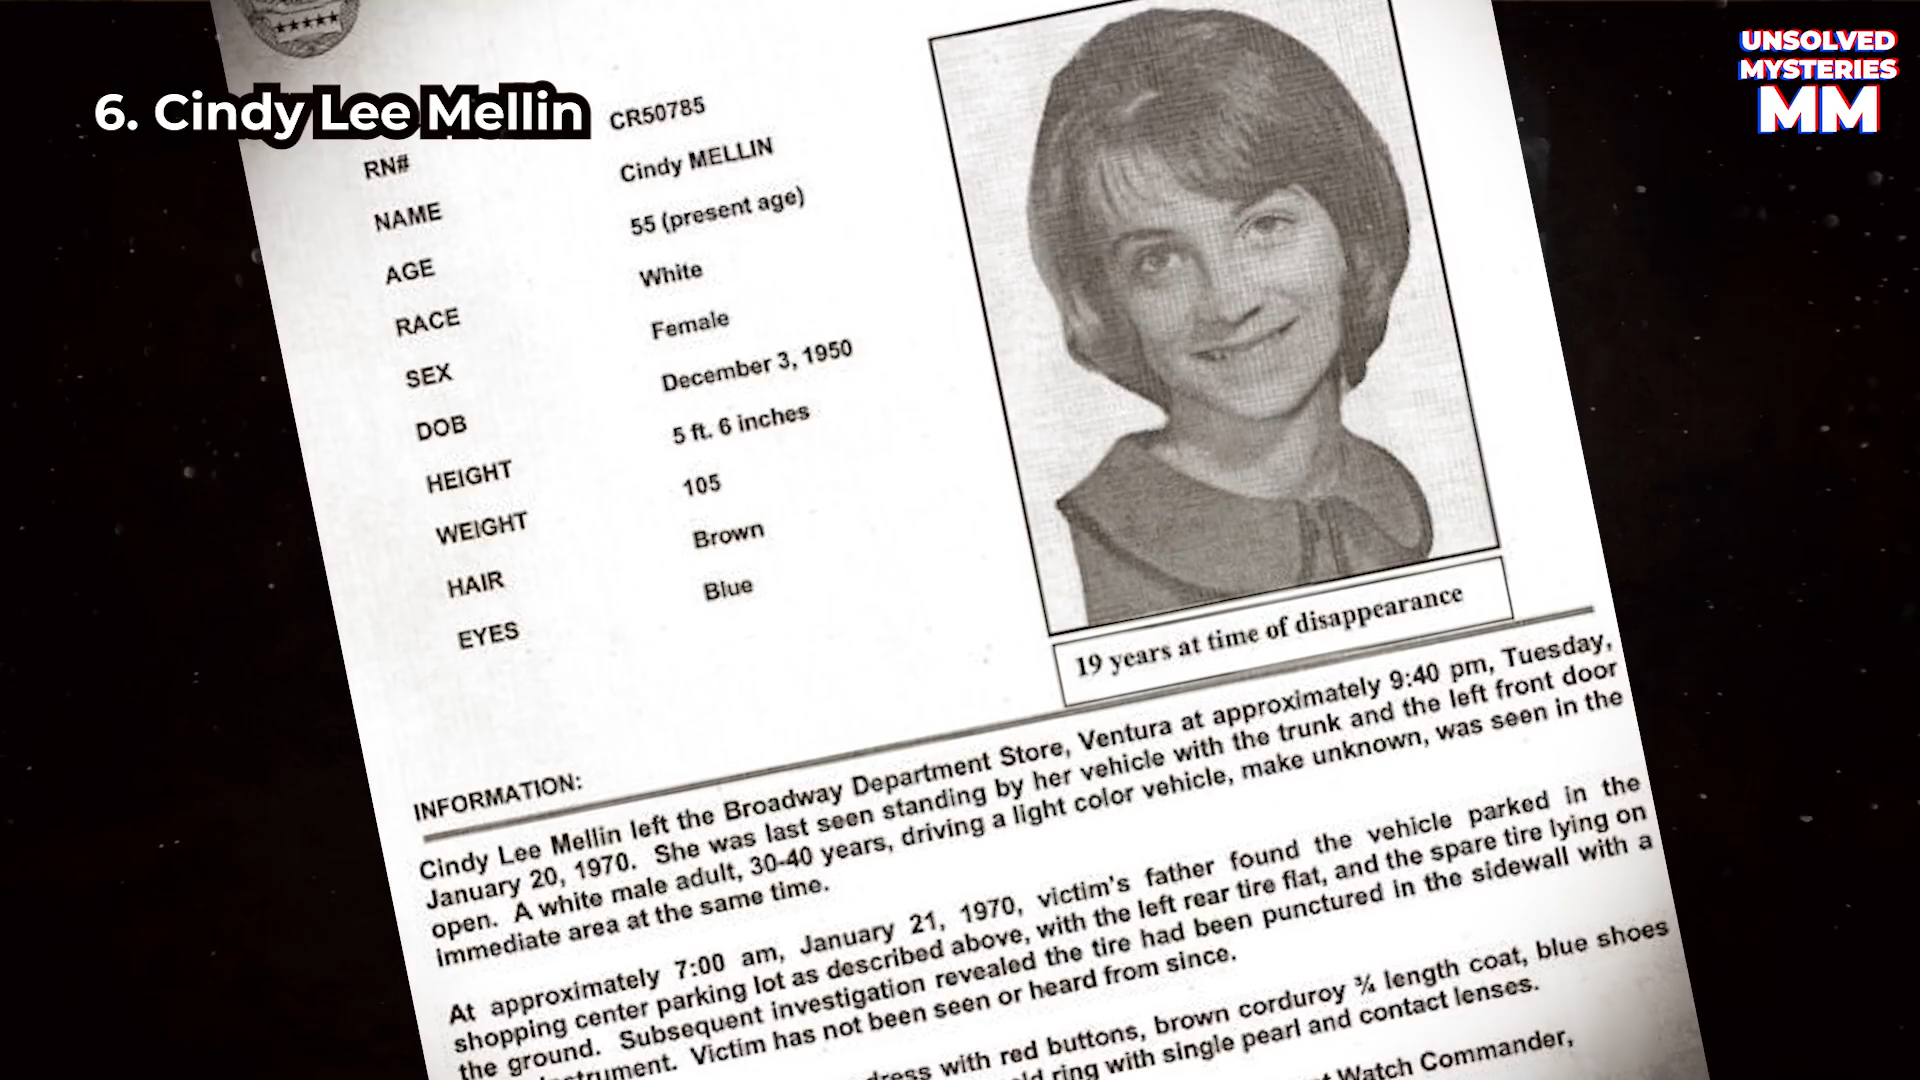 UNSOLVED
MYSTERIES
MM
6. Cindy Lee Mellin
RN# CR50785
NAME Cindy MELLIN
AGE 55 (present age)
RACE White
SEX Female
DOB December 3, 1950
HEIGHT 5 ft. 6 inches
WEIGHT 105
HAIR Brown
EYES Blue
19 years at time of disappearance
INFORMATION:
Cindy Lee Mellin left the Broadway Department Store, Ventura at approximately 9:40 pm, Tuesday,
January 20, 1970. She was last seen standing by her vehicle with the trunk and the left front door
open. A white male adult, 30-40 years, driving a light color vehicle, make unknown, was seen in the
immediate area at the same time.
At approximately 7:00 am, January 21, 1970, victim's father found the vehicle parked in the
shopping center parking lot as described above, with the left rear tire flat, and the spare tire lying on
the ground. Subsequent investigation revealed the tire had been punctured in the sidewall with a
Victim has not been seen or heard from since.
with red buttons, brown corduroy ¾ length coat, blue shoes
ring with single pearl and contact lenses.
Watch Commander,